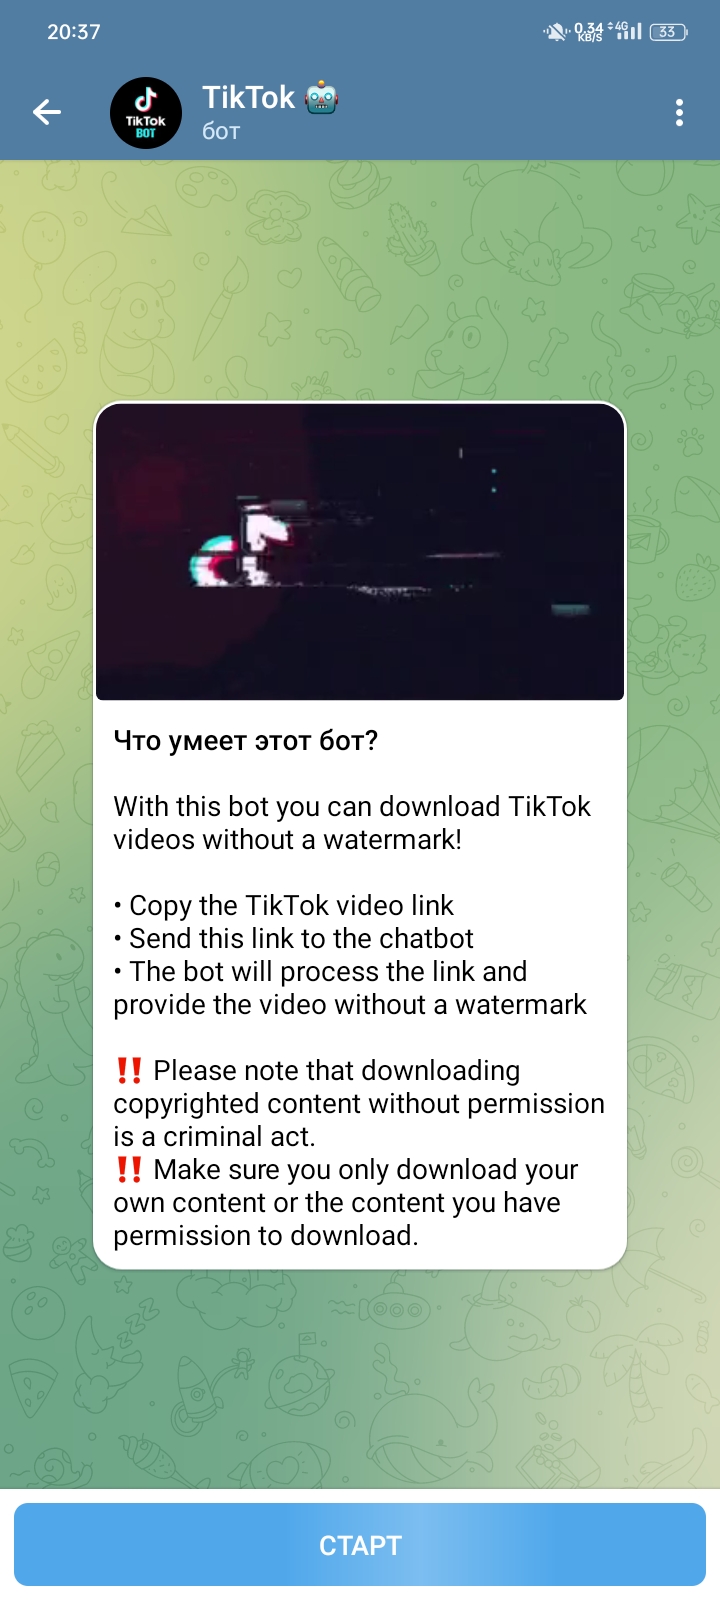 20:37
0.34
KB/S
4G
33
TikTok
бот
TikTok
BOT
Что умеет этот бот?
With this bot you can download TikTok
videos without a watermark!
• Copy the TikTok video link
• Send this link to the chatbot
• The bot will process the link and
provide the video without a watermark
‼️ Please note that downloading
copyrighted content without permission
is a criminal act.
‼️ Make sure you only download your
own content or the content you have
permission to download.
СТАРТ